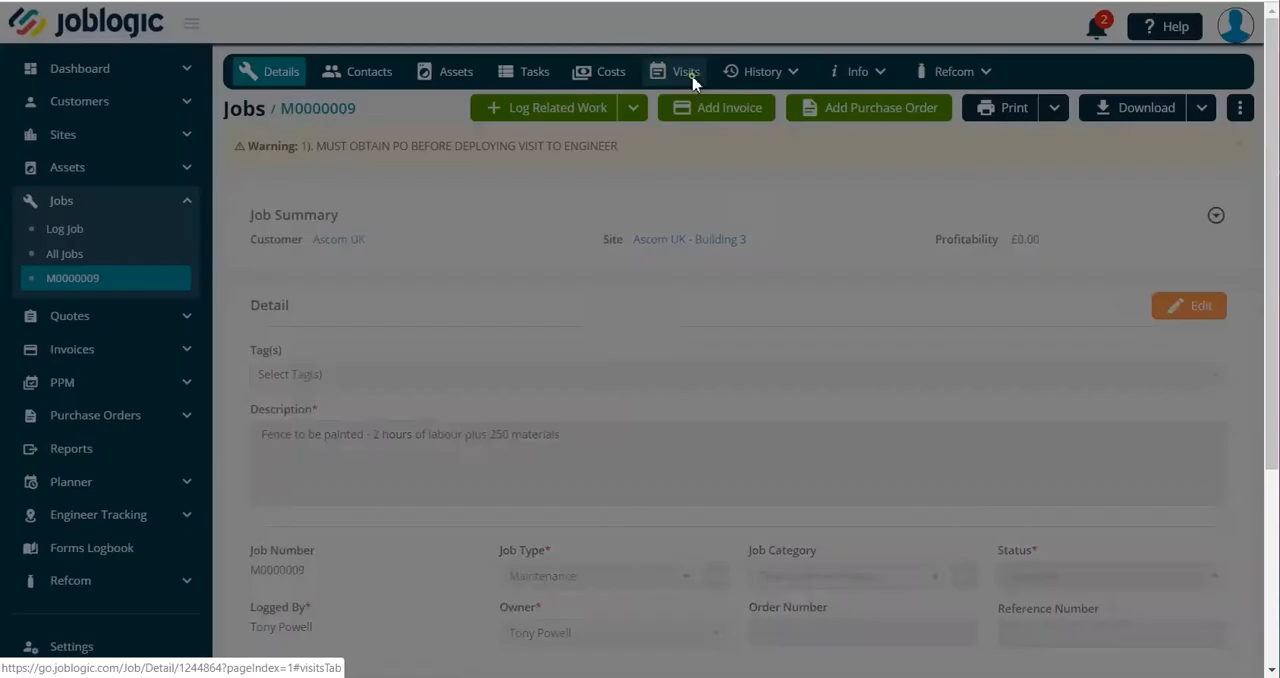 joblogic
2
? Help
Dashboard
Customers
Sites
Assets
Jobs
Log Job
All Jobs
M0000009
Quotes
Invoices
PPM
Purchase Orders
Reports
Planner
Engineer Tracking
Forms Logbook
Refcom
Settings
Details Contacts Assets Tasks Costs Visits History Info Refcom
Jobs / M0000009
+ Log Related Work Add Invoice Add Purchase Order Print Download
Warning: 1). MUST OBTAIN PO BEFORE DEPLOYING VISIT TO ENGINEER
Job Summary
Customer Ascom UK Site Ascom UK - Building 3 Profitability £0.00
Detail Edit
Tag(s)
Select Tag(s)
Description*
Fence to be painted - 2 hours of labour plus 250 materials
Job Number Job Type* Job Category Status*
M0000009 Maintenance
Logged By* Owner* Order Number Reference Number
Tony Powell Tony Powell
https://go.joblogic.com/Job/Detail/1244864?pageIndex=1#visitsTab